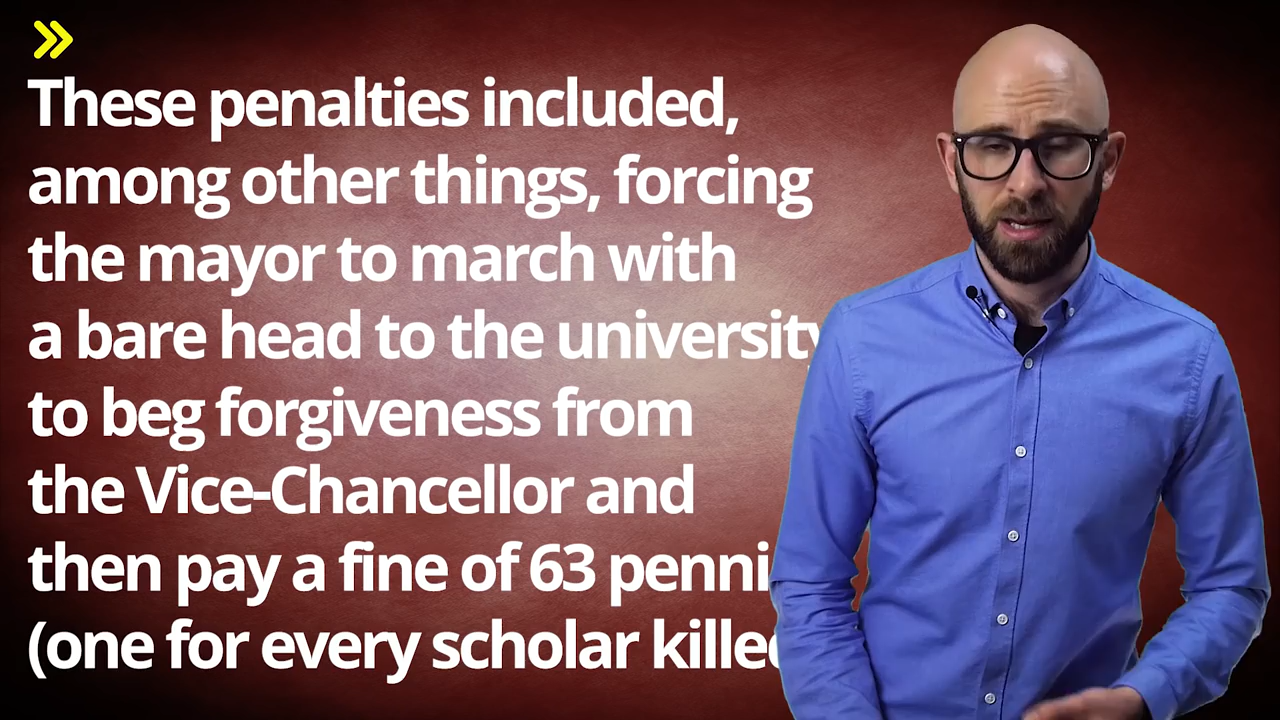 These penalties included,
among other things, forcing
the mayor to march with
a bare head to the university
to beg forgiveness from
the Vice-Chancellor and
then pay a fine of 63
(one for every scholar killed